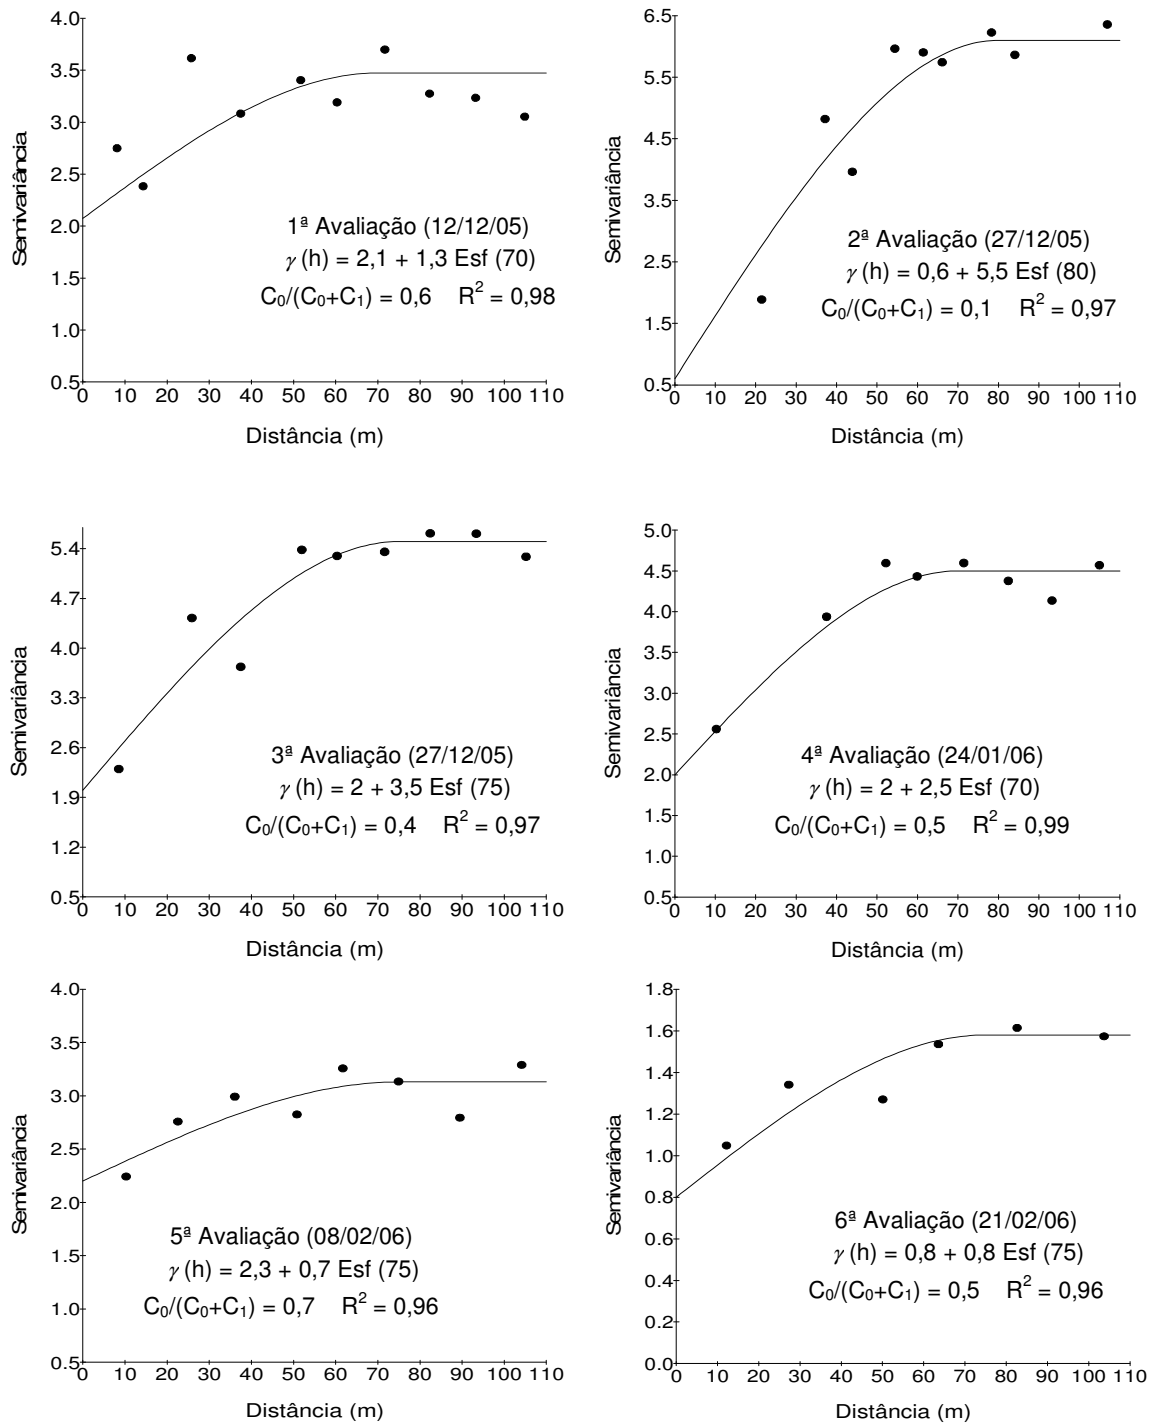 4.0
3.5
3.0
2.5
2.0
1.5
1.0
0.5
Semivariância
1ª Avaliação (12/12/05)
γ (h) = 2,1 + 1,3 Esf (70)
C₀/(C₀+C₁) = 0,6 R² = 0,98
0 10 20 30 40 50 60 70 80 90 100 110
Distância (m)
6.5
5.5
4.5
3.5
2.5
1.5
0.5
Semivariância
2ª Avaliação (27/12/05)
γ (h) = 0,6 + 5,5 Esf (80)
C₀/(C₀+C₁) = 0,1 R² = 0,97
0 10 20 30 40 50 60 70 80 90 100 110
Distância (m)
5.4
4.7
4.0
3.3
2.6
1.9
1.2
0.5
Semivariância
3ª Avaliação (27/12/05)
γ (h) = 2 + 3,5 Esf (75)
C₀/(C₀+C₁) = 0,4 R² = 0,97
0 10 20 30 40 50 60 70 80 90 100 110
Distância (m)
5.0
4.5
4.0
3.5
3.0
2.5
2.0
1.5
1.0
0.5
Semivariância
4ª Avaliação (24/01/06)
γ (h) = 2 + 2,5 Esf (70)
C₀/(C₀+C₁) = 0,5 R² = 0,99
0 10 20 30 40 50 60 70 80 90 100 110
Distância (m)
4.0
3.5
3.0
2.5
2.0
1.5
1.0
0.5
Semivariância
5ª Avaliação (08/02/06)
γ (h) = 2,3 + 0,7 Esf (75)
C₀/(C₀+C₁) = 0,7 R² = 0,96
0 10 20 30 40 50 60 70 80 90 100 110
Distância (m)
1.8
1.6
1.4
1.2
1.0
0.8
0.6
0.4
0.2
0.0
Semivariância
6ª Avaliação (21/02/06)
γ (h) = 0,8 + 0,8 Esf (75)
C₀/(C₀+C₁) = 0,5 R² = 0,96
0 10 20 30 40 50 60 70 80 90 100 110
Distância (m)